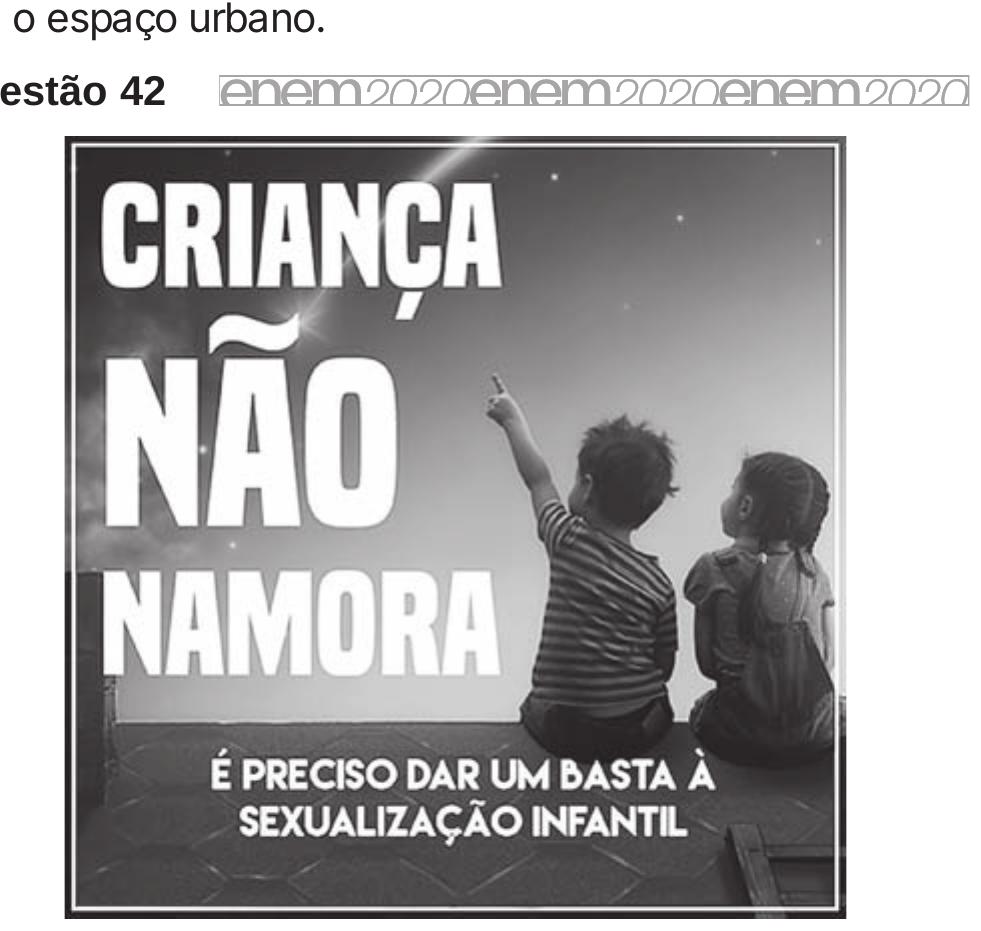 o espaço urbano.
estão 42 enem2020enem2020enem2020
CRIANÇA
NÃO
NAMORA
É PRECISO DAR UM BASTA À
SEXUALIZAÇÃO INFANTIL